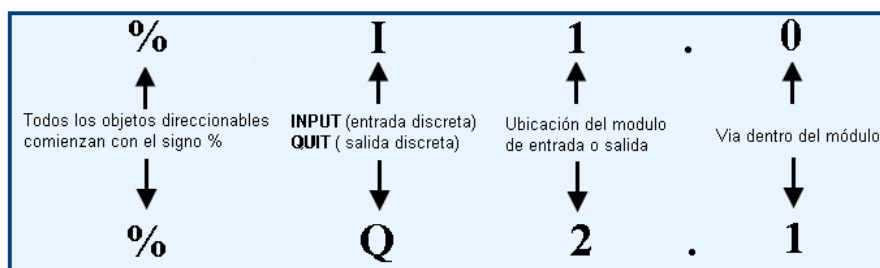 % I 1 . 0
Todos los objetos direccionables
comienzan con el signo %
INPUT (entrada discreta)
QUIT ( salida discreta)
Ubicación del modulo
de entrada o salida
Via dentro del módulo
% Q 2 . 1